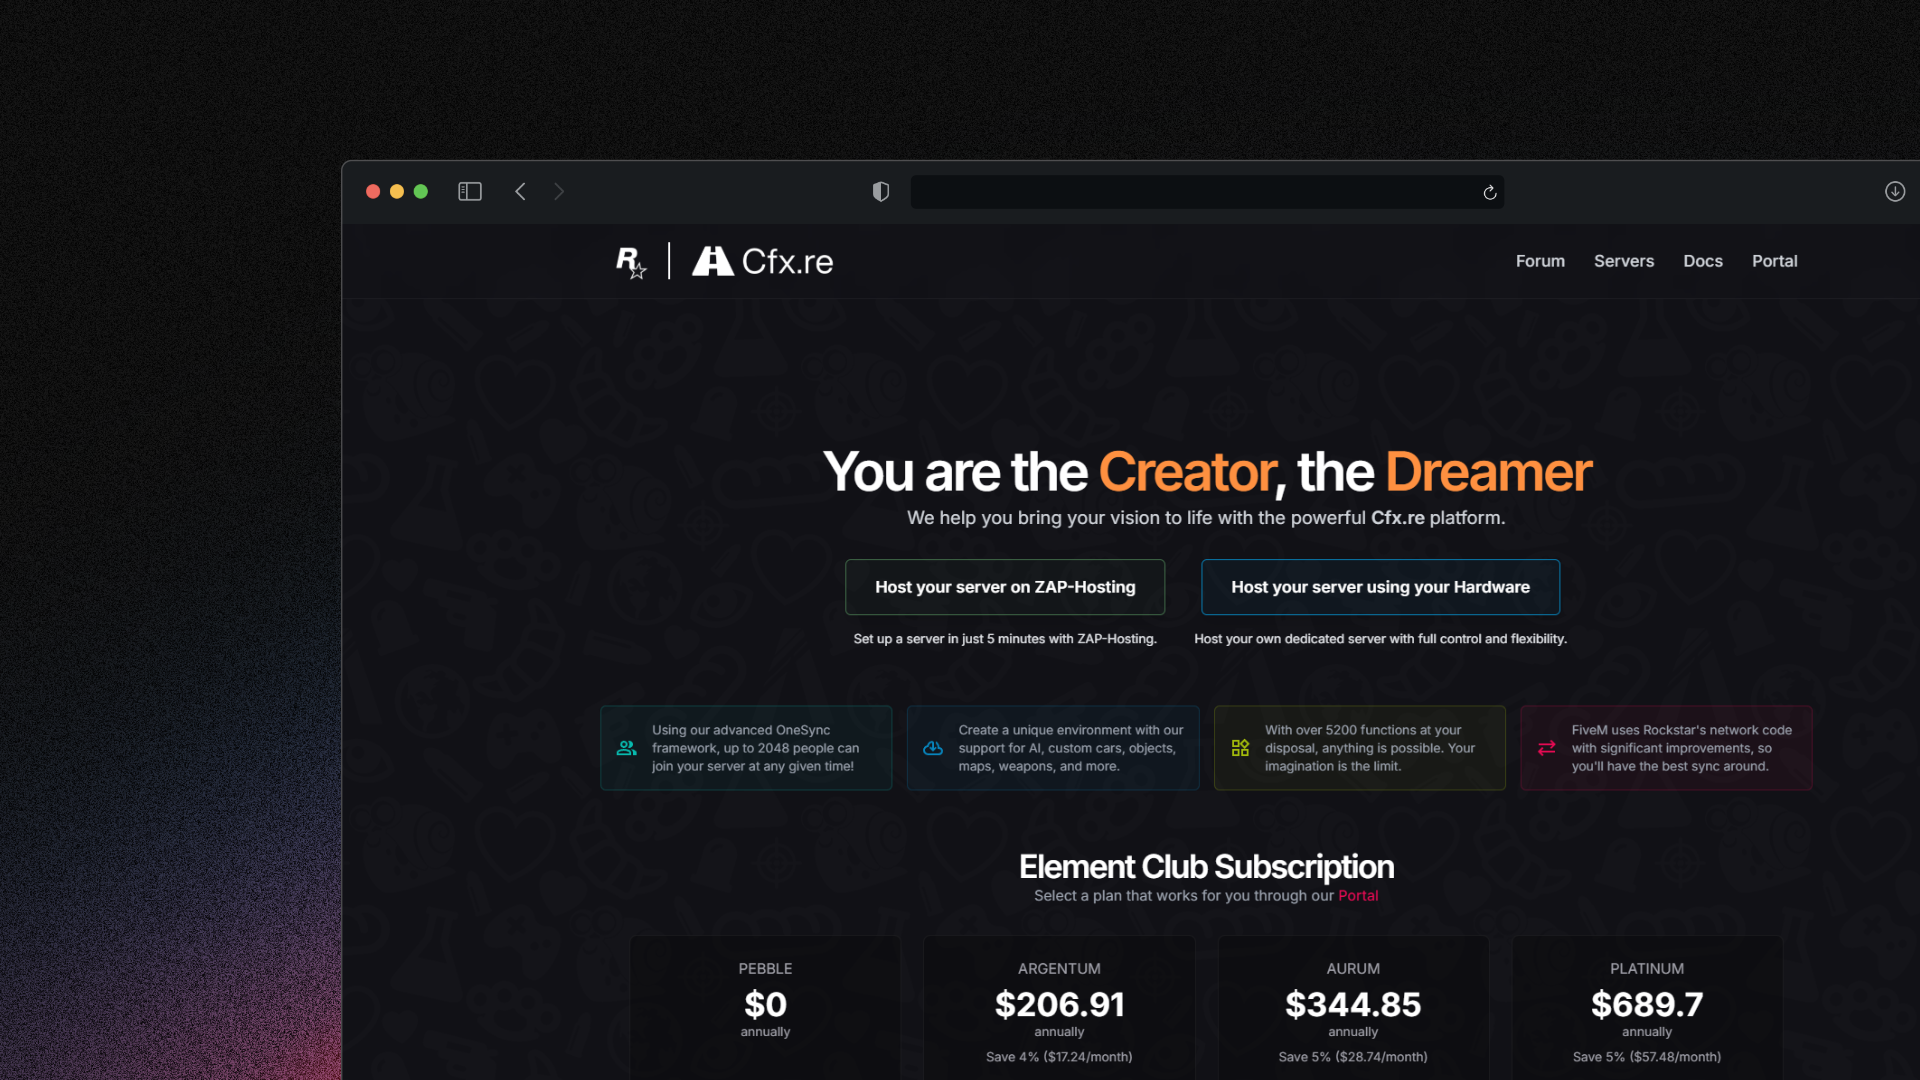 R
Cfx.re
Forum
Servers
Docs
Portal
You are the Creator, the Dreamer
We help you bring your vision to life with the powerful Cfx.re platform.
Host your server on ZAP-Hosting
Host your server using your Hardware
Set up a server in just 5 minutes with ZAP-Hosting.
Host your own dedicated server with full control and flexibility.
Using our advanced OneSync
framework, up to 2048 people can
join your server at any given time!
Create a unique environment with our
support for AI, custom cars, objects,
maps, weapons, and more.
With over 5200 functions at your
disposal, anything is possible. Your
imagination is the limit.
FiveM uses Rockstar's network code
with significant improvements, so
you'll have the best sync around.
Element Club Subscription
Select a plan that works for you through our Portal
PEBBLE
$0
annually
ARGENTUM
$206.91
annually
Save 4% ($17.24/month)
AURUM
$344.85
annually
Save 5% ($28.74/month)
PLATINUM
$689.7
annually
Save 5% ($57.48/month)